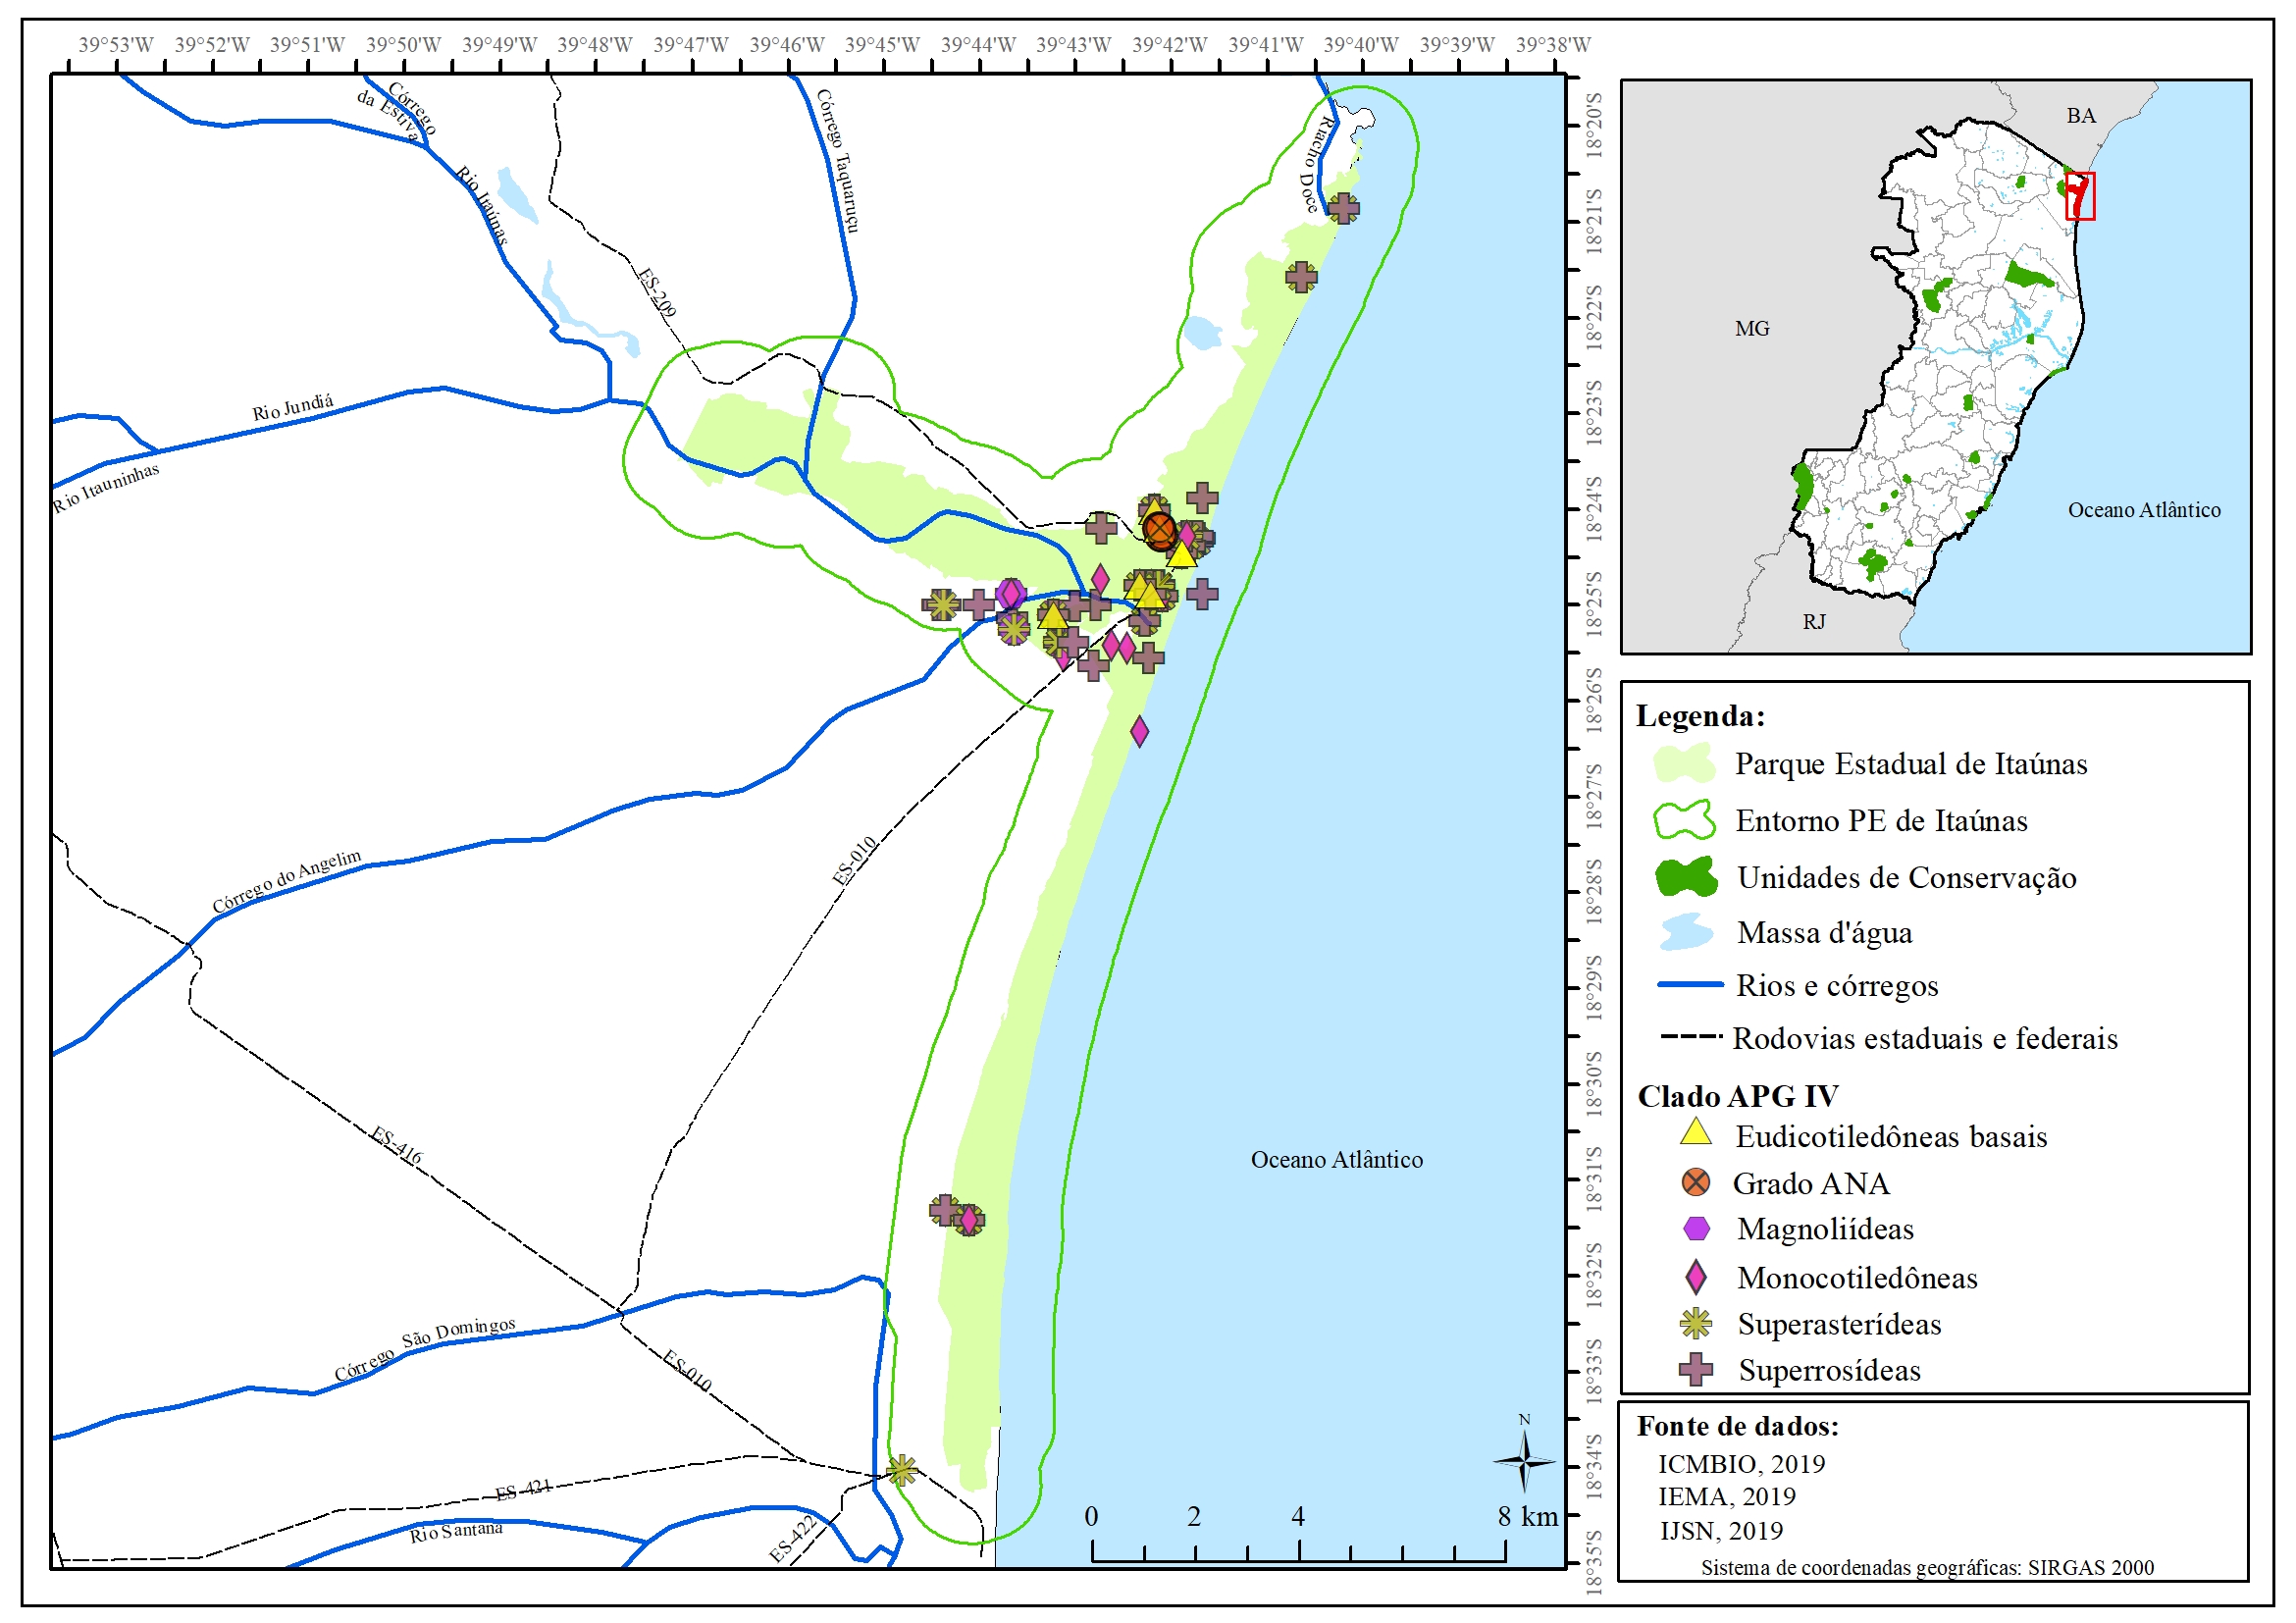 39°53'W 39°52'W 39°51'W 39°50'W 39°49'W 39°48'W 39°47'W 39°46'W 39°45'W 39°44'W 39°43'W 39°42'W 39°41'W 39°40'W 39°39'W 39°38'W
Córrego
da Estiva
Rio Itaúnas
Córrego Taquaruçu
Riacho Doce
ES-209
Rio Jundiá
Rio Itauninhas
Córrego do Angelim
ES-010
ES-416
Oceano Atlântico
Córrego São Domingos
ES-010
ES-421
Rio Santana
ES-422
N
0 2 4 8 km
18°20'S
18°21'S
18°22'S
18°23'S
18°24'S
18°25'S
18°26'S
18°27'S
18°28'S
18°29'S
18°30'S
18°31'S
18°32'S
18°33'S
18°34'S
18°35'S
BA
MG
Oceano Atlântico
RJ
Legenda:
Parque Estadual de Itaúnas
Entorno PE de Itaúnas
Unidades de Conservação
Massa d'água
Rios e córregos
Rodovias estaduais e federais
Clado APG IV
Eudicotiledôneas basais
Grado ANA
Magnoliídeas
Monocotiledôneas
Superasterídeas
Superrosídeas
Fonte de dados:
ICMBIO, 2019
IEMA, 2019
IJSN, 2019
Sistema de coordenadas geográficas: SIRGAS 2000